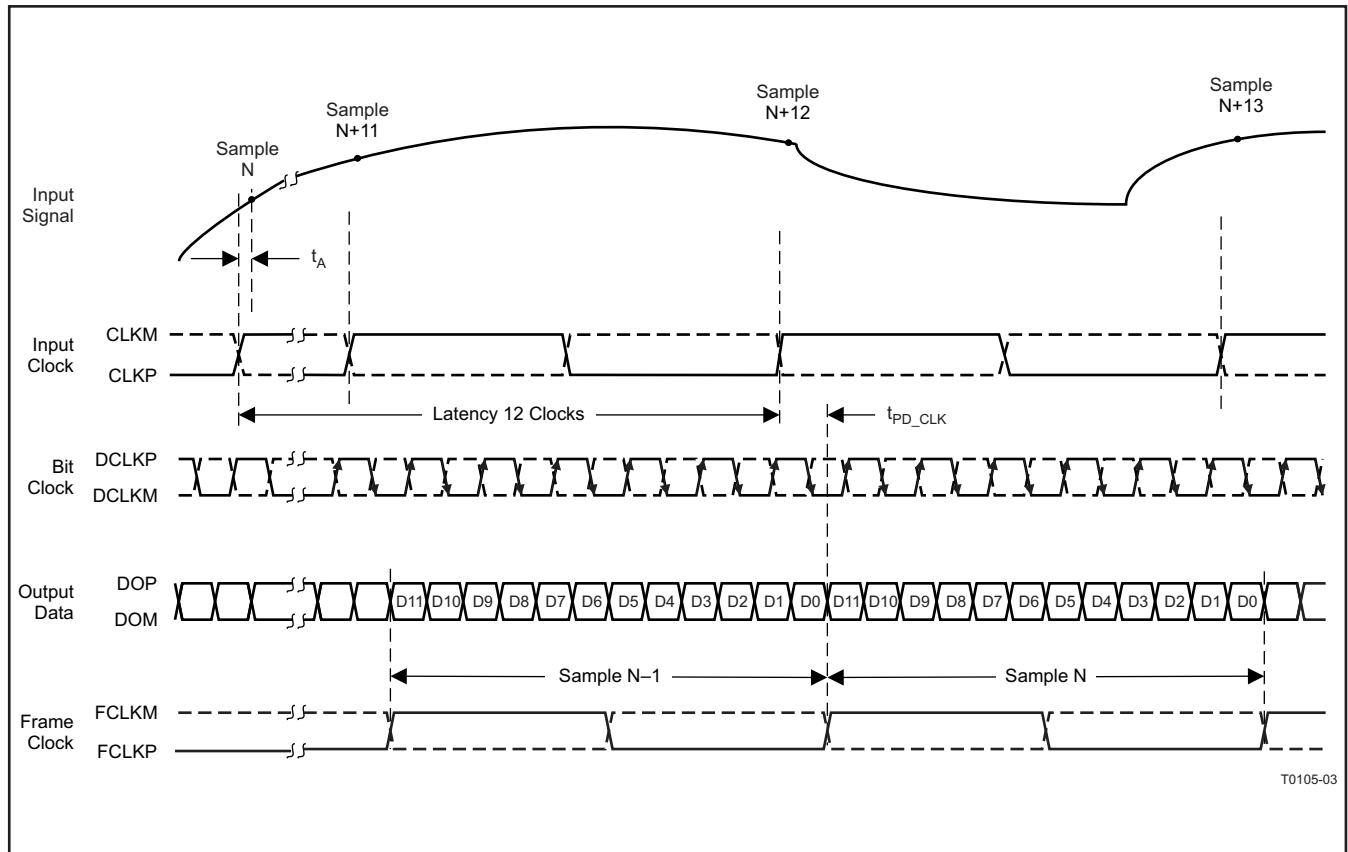 Sample
N
Sample
N+11
Sample
N+12
Sample
N+13
Input
Signal
tA
Input
Clock
CLKM
CLKP
Latency 12 Clocks
tPD_CLK
Bit
Clock
DCLKP
DCLKM
Output
Data
DOP
DOM
D11 D10 D9 D8 D7 D6 D5 D4 D3 D2 D1 D0 D11 D10 D9 D8 D7 D6 D5 D4 D3 D2 D1 D0
Sample N–1
Sample N
Frame
Clock
FCLKM
FCLKP
T0105-03